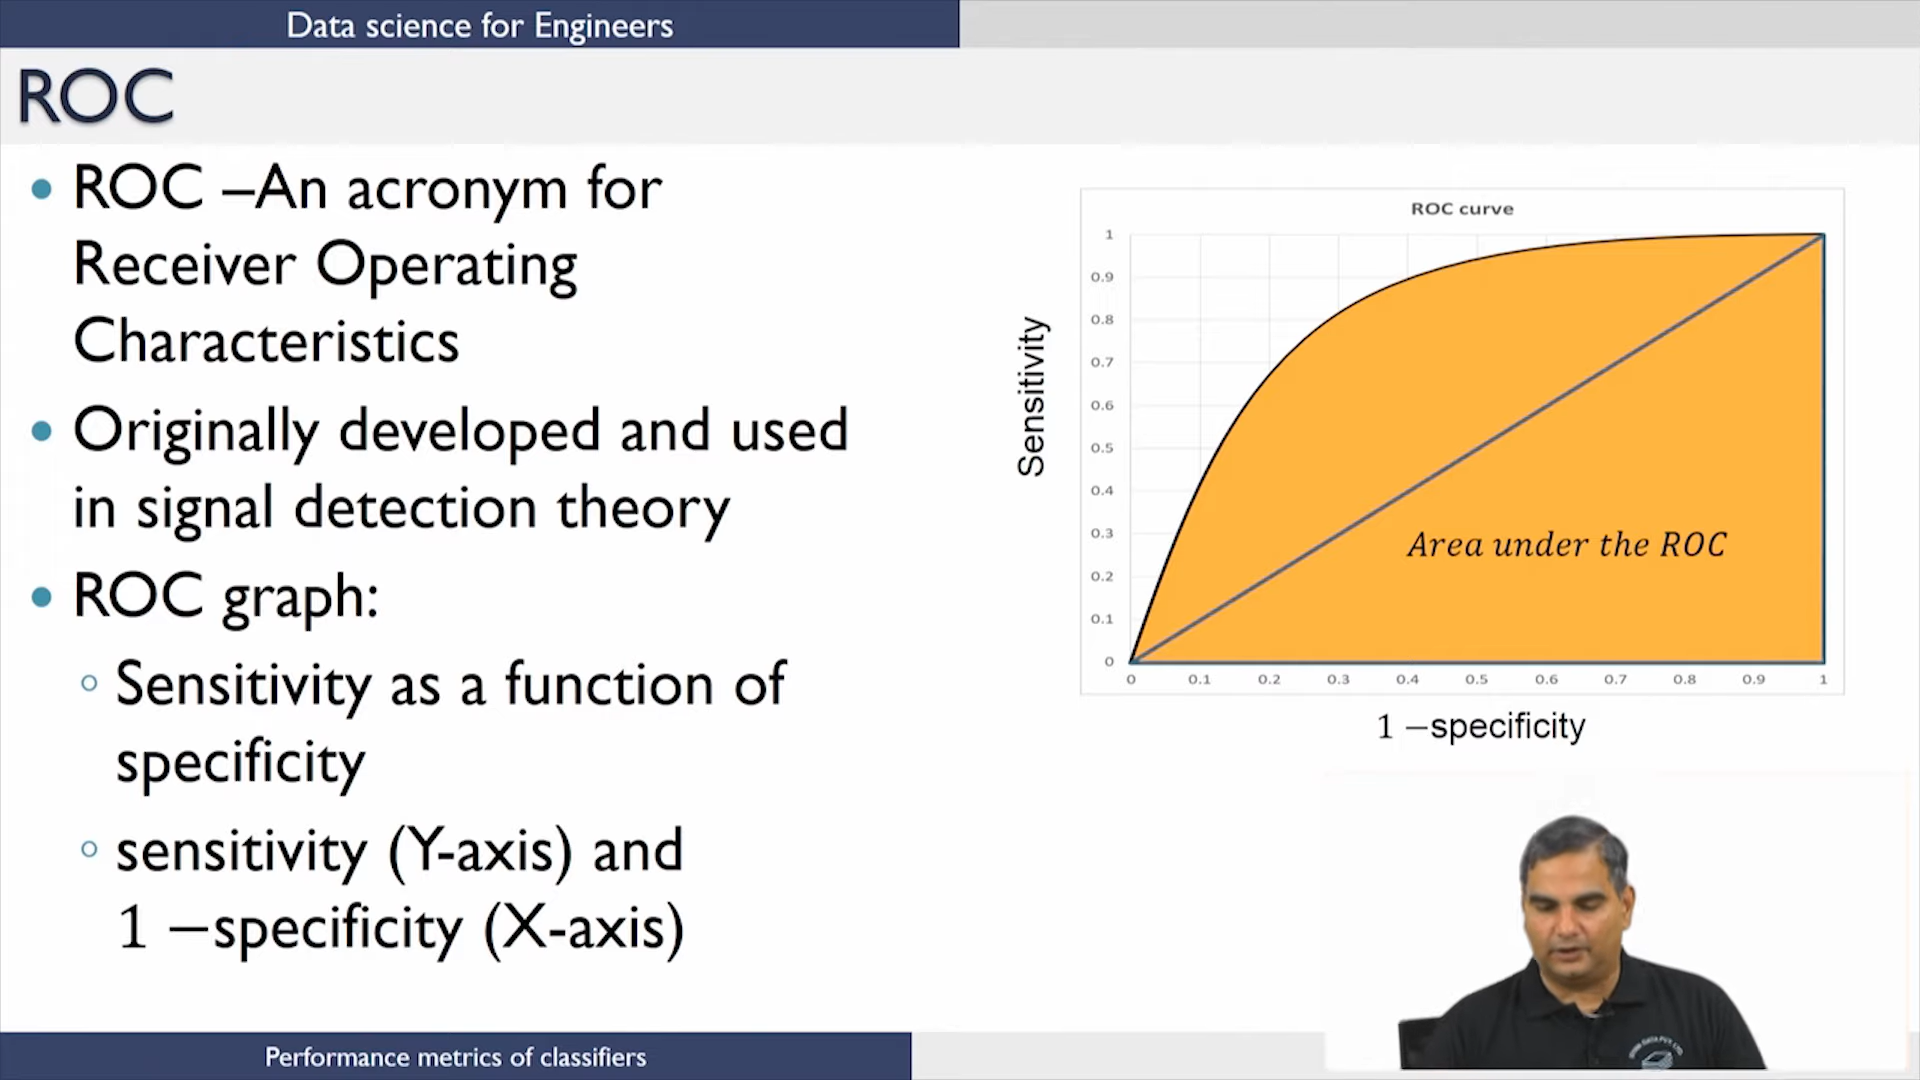 Data science for Engineers
ROC
• ROC –An acronym for
Receiver Operating
Characteristics
• Originally developed and used
in signal detection theory
• ROC graph:
◦ Sensitivity as a function of
specificity
◦ sensitivity (Y-axis) and
1 −specificity (X-axis)
ROC curve
1
0.9
0.8
0.7
0.6
0.5
0.4
0.3
0.2
0.1
0
Sensitivity
Area under the ROC
0 0.1 0.2 0.3 0.4 0.5 0.6 0.7 0.8 0.9 1
1 −specificity
Performance metrics of classifiers